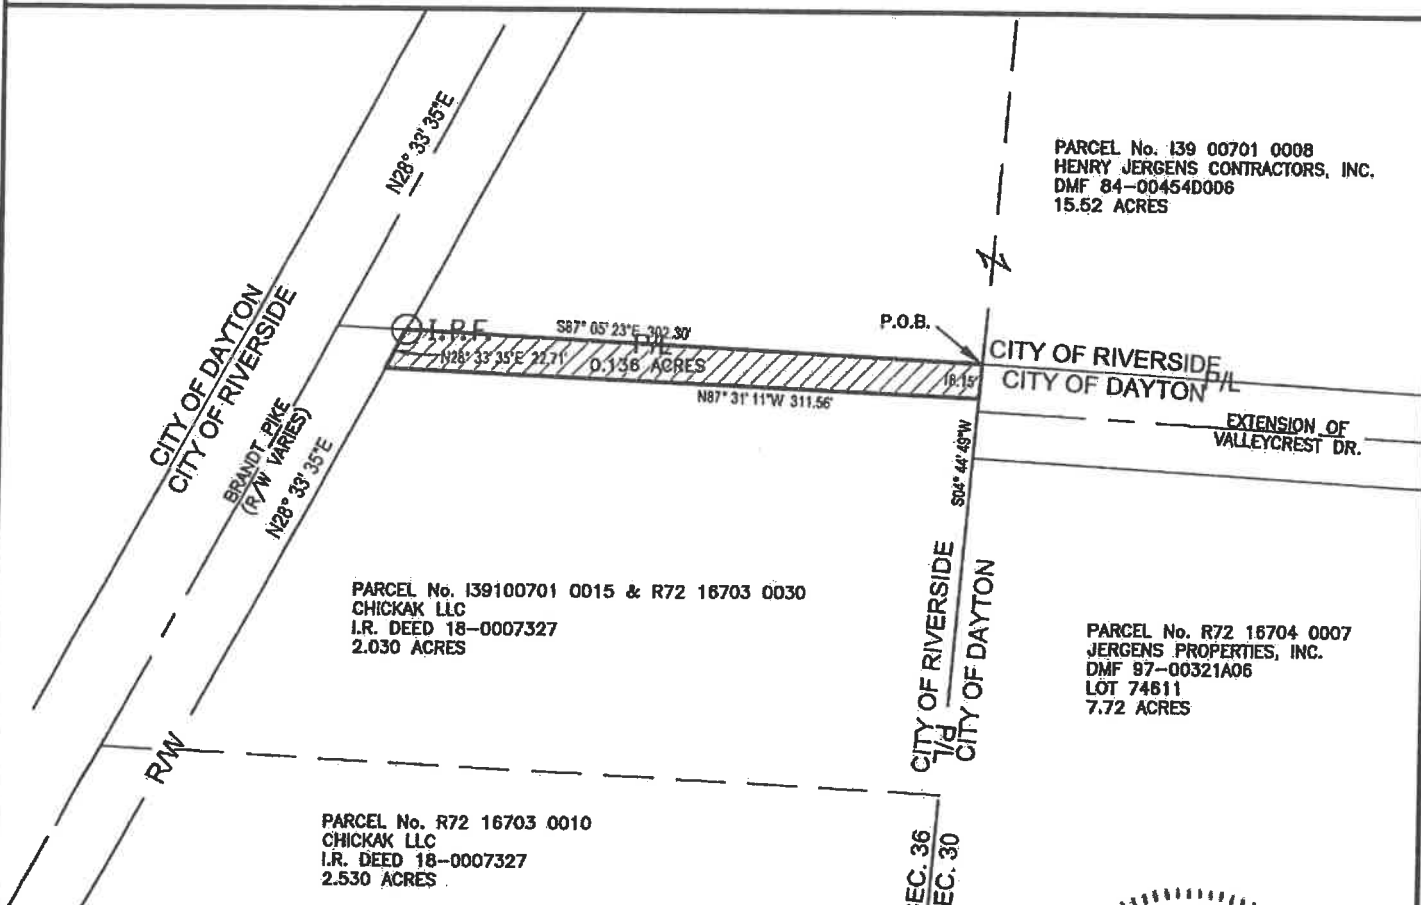 N28° 33' 35"E
PARCEL No. I39 00701 0008
HENRY JERGENS CONTRACTORS, INC.
DMF 84-00454D006
15.52 ACRES
CITY OF DAYTON
CITY OF RIVERSIDE
I.P.F.
S87° 05' 23"E 302.30'
P/L
P.O.B.
N28° 33' 35"E 22.71'
0.136 ACRES
18.15'
N87° 31' 11"W 311.56'
CITY OF RIVERSIDE
CITY OF DAYTON
P/L
EXTENSION OF
VALLEYCREST DR.
BRANDT PIKE
(R/W VARIES)
N28° 33' 35"E
S04° 44' 49"W
PARCEL No. I39100701 0015 & R72 16703 0030
CHICKAK LLC
I.R. DEED 18-0007327
2.030 ACRES
CITY OF RIVERSIDE
P/L
CITY OF DAYTON
PARCEL No. R72 16704 0007
JERGENS PROPERTIES, INC.
DMF 97-00321A06
LOT 74611
7.72 ACRES
R/W
PARCEL No. R72 16703 0010
CHICKAK LLC
I.R. DEED 18-0007327
2.530 ACRES
EC. 36
EC. 30